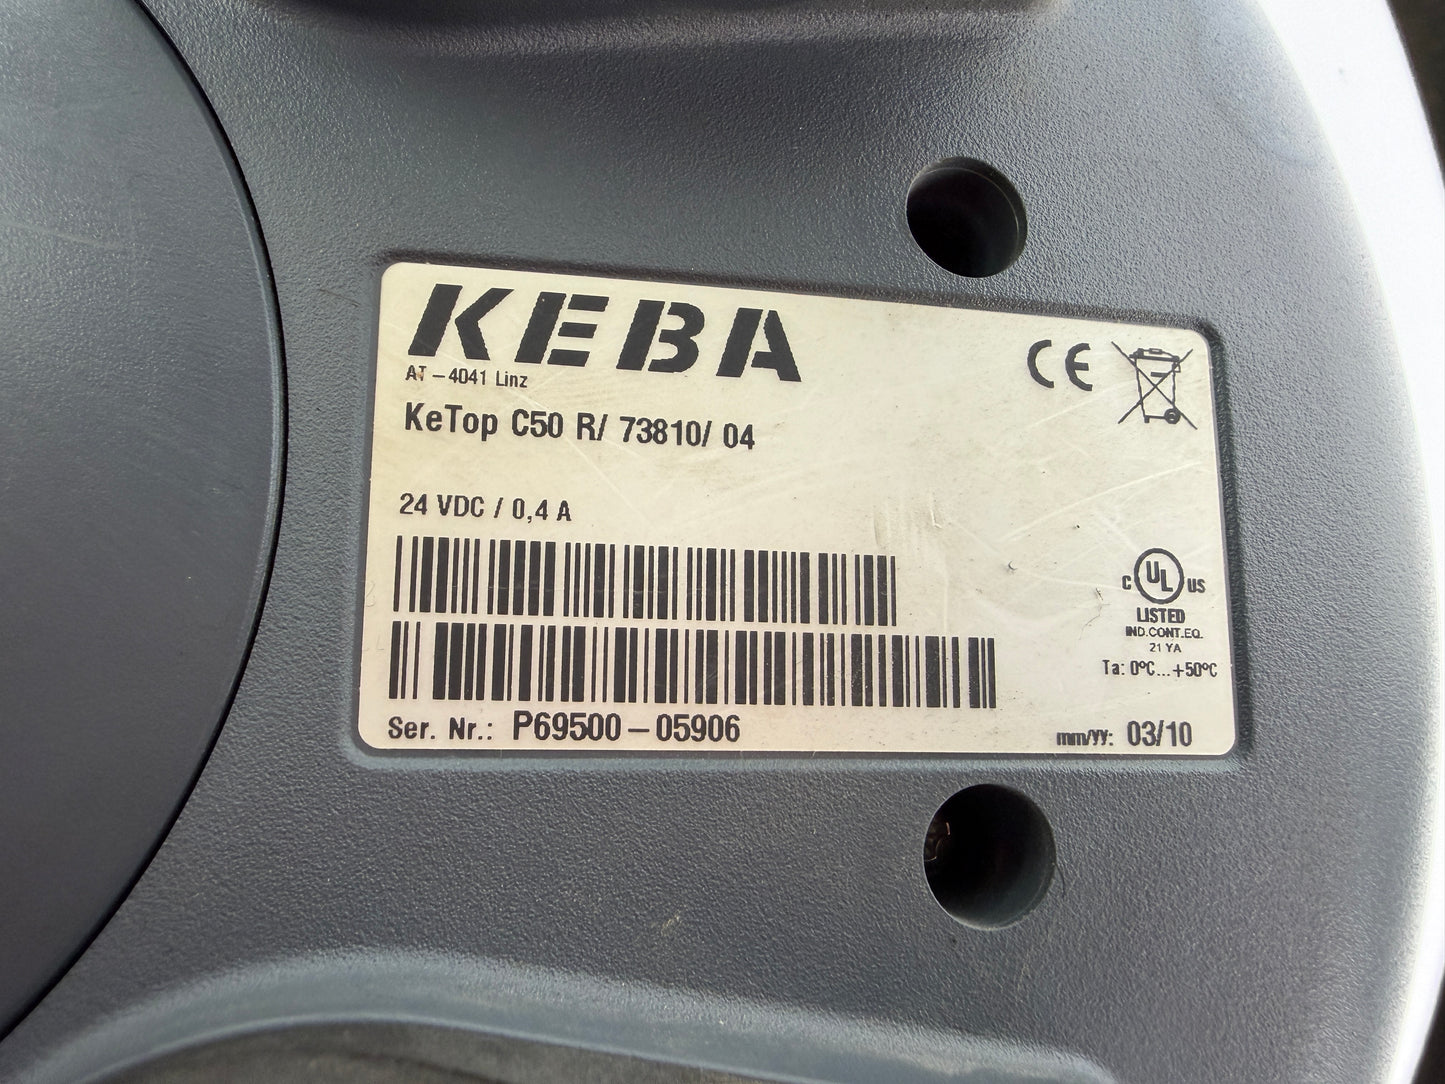 KEBA
AT – 4041 Linz
CE
KeTop C50 R/ 73810/ 04
24 VDC / 0,4 A
C UL US
LISTED
IND.CONT.EQ.
21 YA
Ta: 0°C...+50°C
Ser. Nr.: P69500 – 05906
mm/yy: 03/10